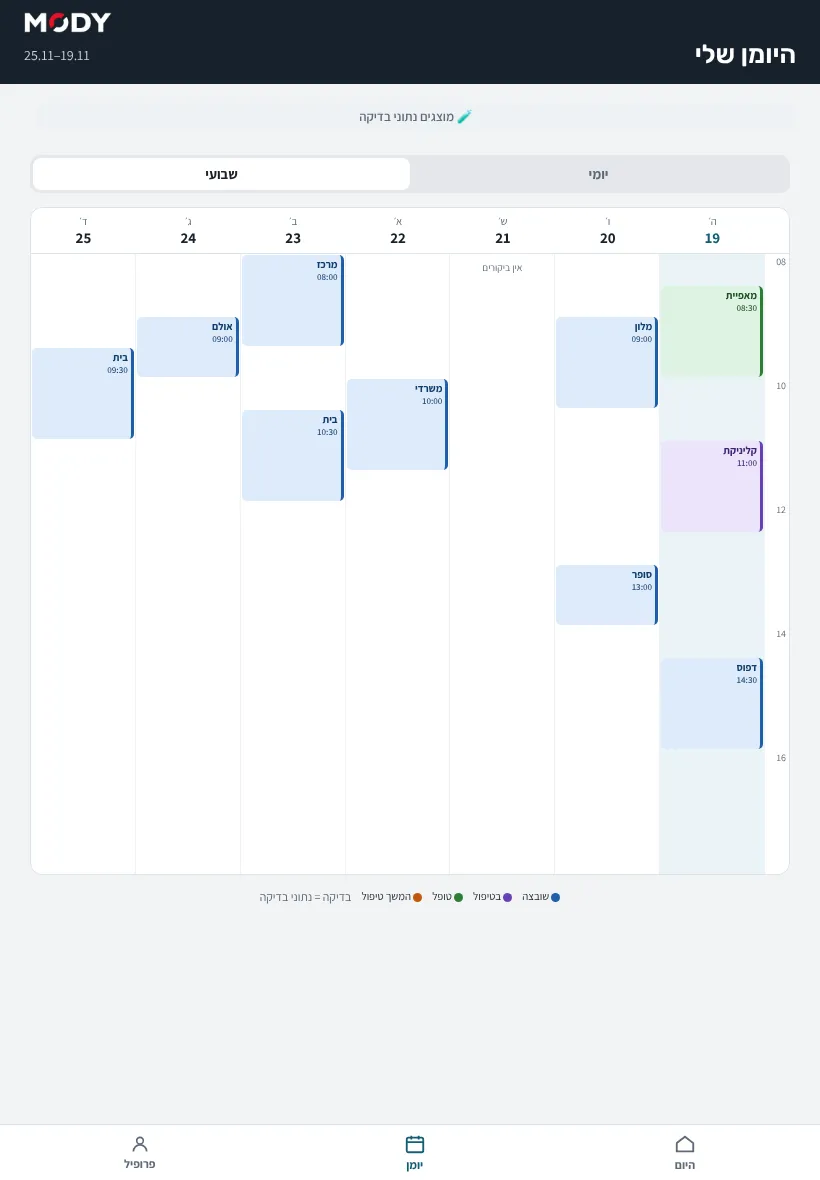 MODY
היומן שלי
25.11–19.11
🧪 מוצגים נתוני בדיקה
יומי
שבועי
ה׳
19
ו׳
20
ש׳
21
א׳
22
ב׳
23
ג׳
24
ד׳
25
08
10
12
14
16
מאפיית
08:30
קליניקת
11:00
דפוס
14:30
מלון
09:00
סופר
13:00
אין ביקורים
משרדי
10:00
מרכז
08:00
בית
10:30
אולם
09:00
בית
09:30
שובצה
בטיפול
טופל
המשך טיפול
בדיקה = נתוני בדיקה
היום
יומן
פרופיל